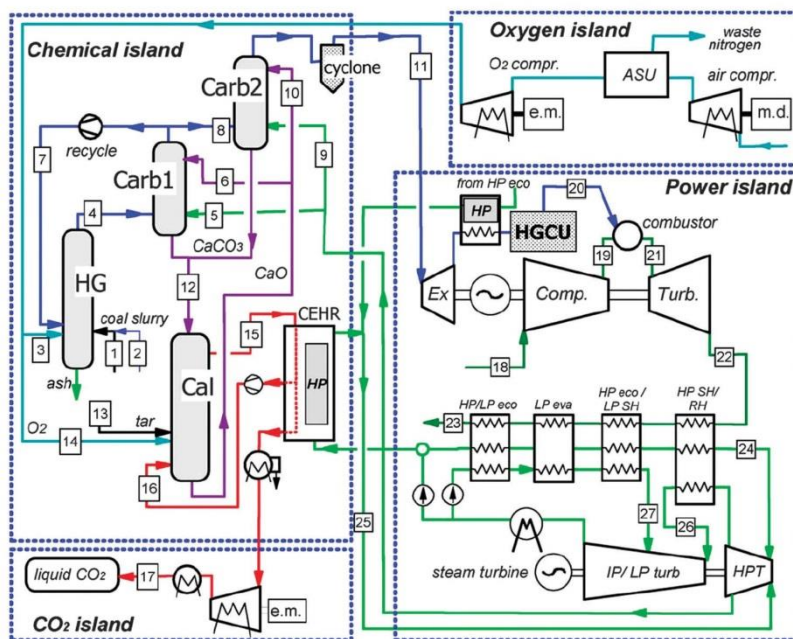 Chemical island
Oxygen island
waste
nitrogen
O₂ compr.
ASU
air compr.
e.m.
m.d.
cyclone
11
Carb2
10
7
8
9
recycle
Carb1
6
5
4
CaCO₃
CaO
HG
12
coal slurry
3
1
2
ash
15
CEHR
HP
Cal
13
tar
O₂
14
16
Power island
from HP eco
HP
HGCU
20
combustor
19
21
Ex
Comp.
Turb.
18
22
HP/LP eco
LP eva
HP eco /
LP SH
HP SH/
RH
23
24
25
27
26
steam turbine
IP/ LP turb
HPT
liquid CO₂
17
e.m.
CO₂ island